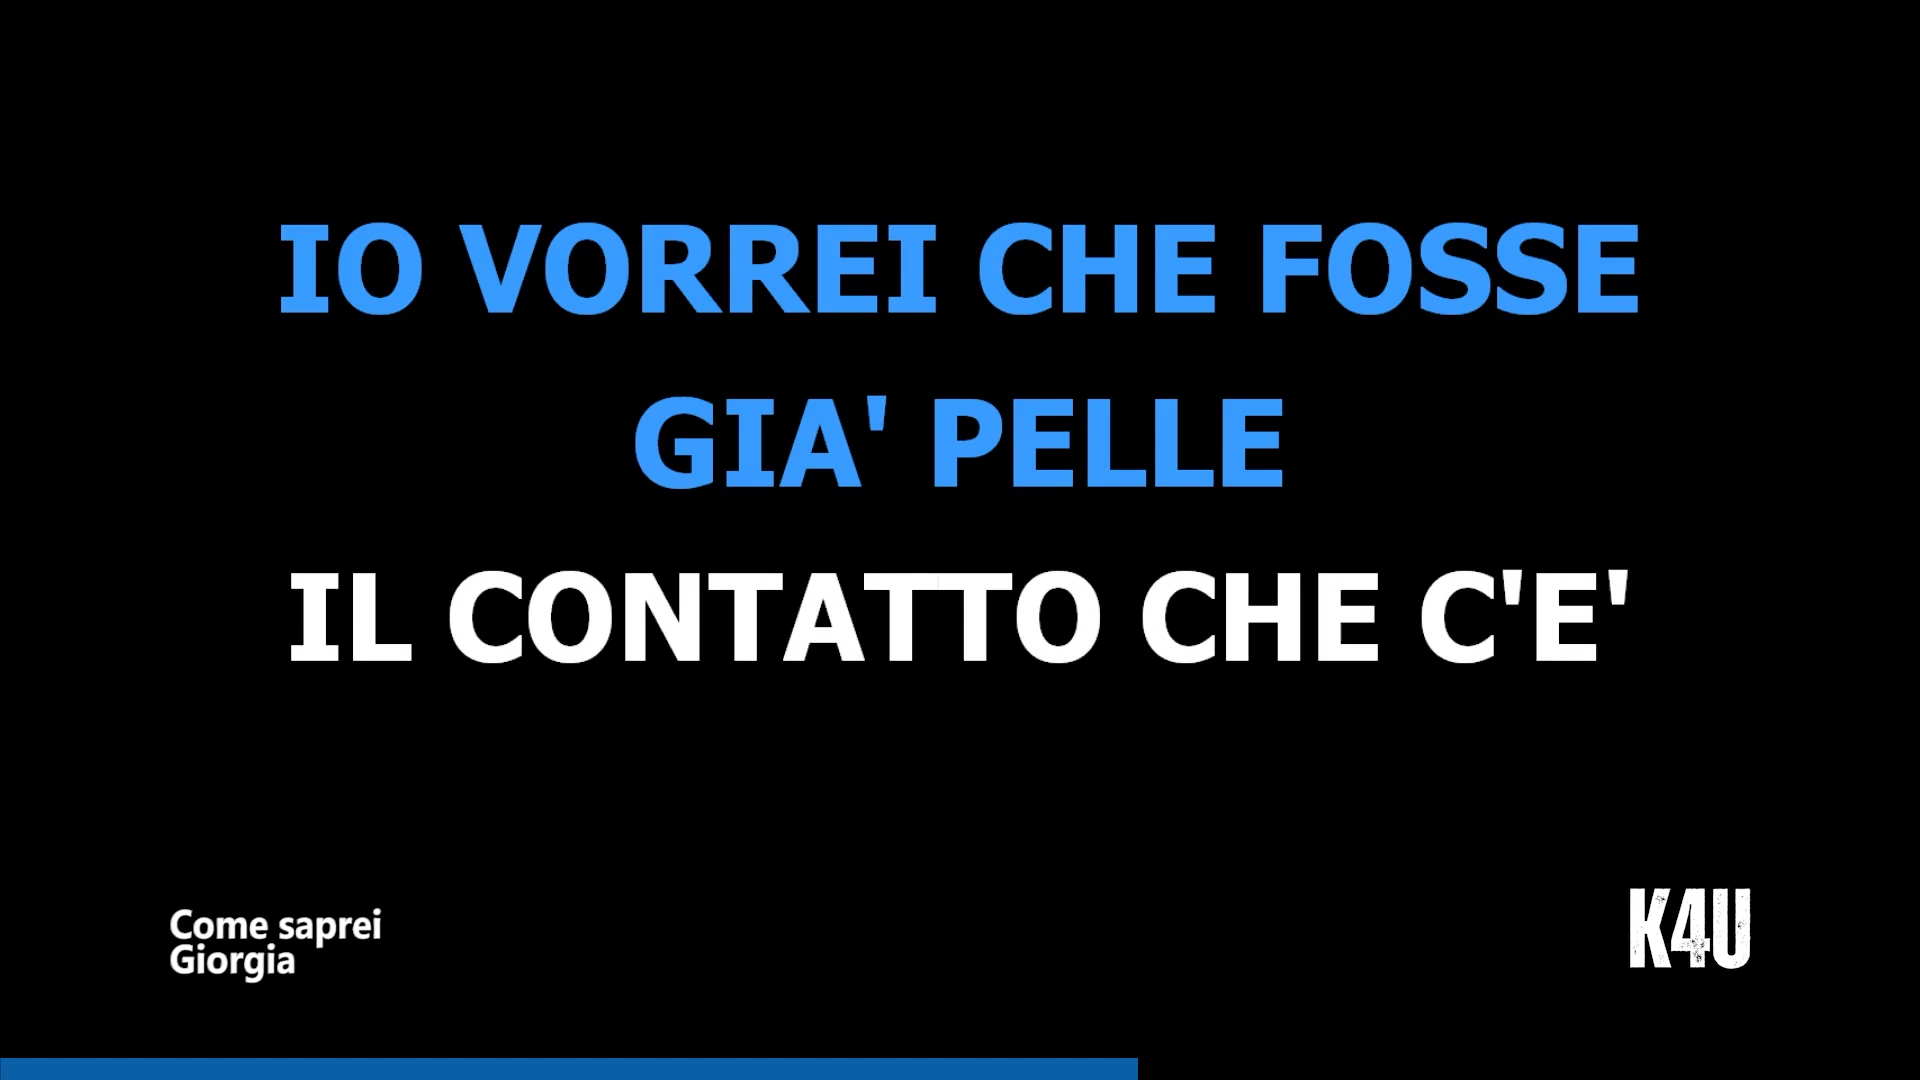 IO VORREI CHE FOSSE
GIA' PELLE
IL CONTATTO CHE C'E'
Come saprei
Giorgia
K4U